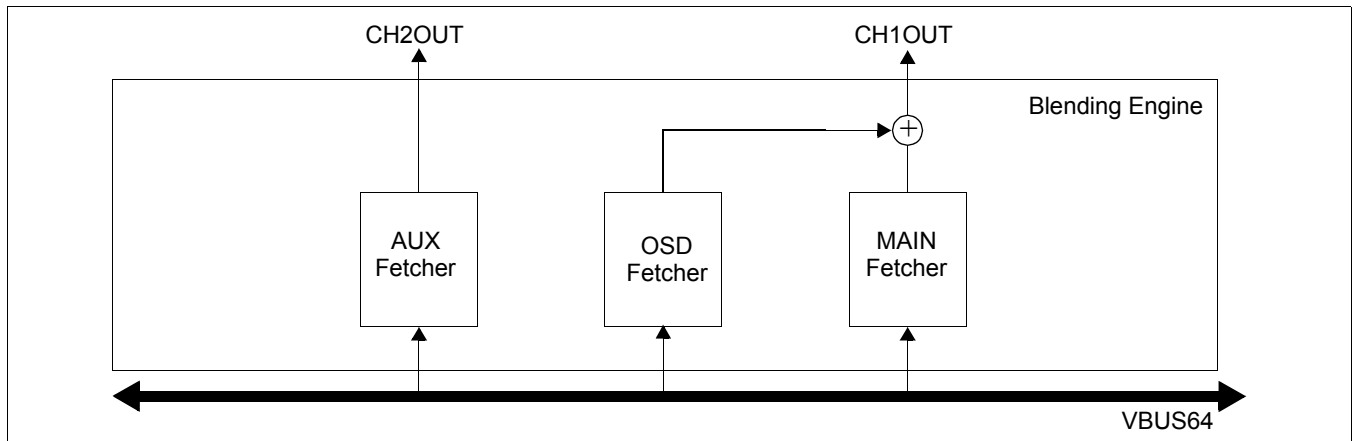 CH2OUT
CH1OUT
Blending Engine
+
AUX
Fetcher
OSD
Fetcher
MAIN
Fetcher
VBUS64